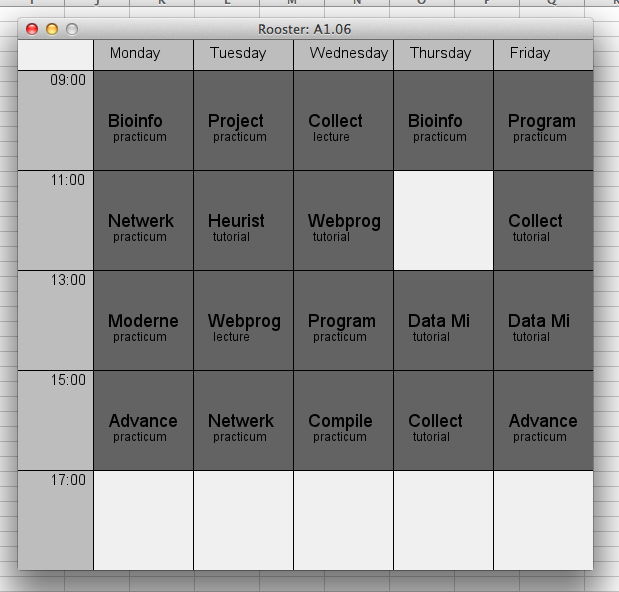 Rooster: A1.06
Monday Tuesday Wednesday Thursday Friday
09:00
Bioinfo Project Collect Bioinfo Program
practicum practicum lecture practicum practicum
11:00
Netwerk Heurist Webprog Collect
practicum tutorial tutorial tutorial
13:00
Moderne Webprog Program Data Mi Data Mi
practicum lecture practicum tutorial tutorial
15:00
Advance Netwerk Compile Collect Advance
practicum practicum practicum tutorial practicum
17:00